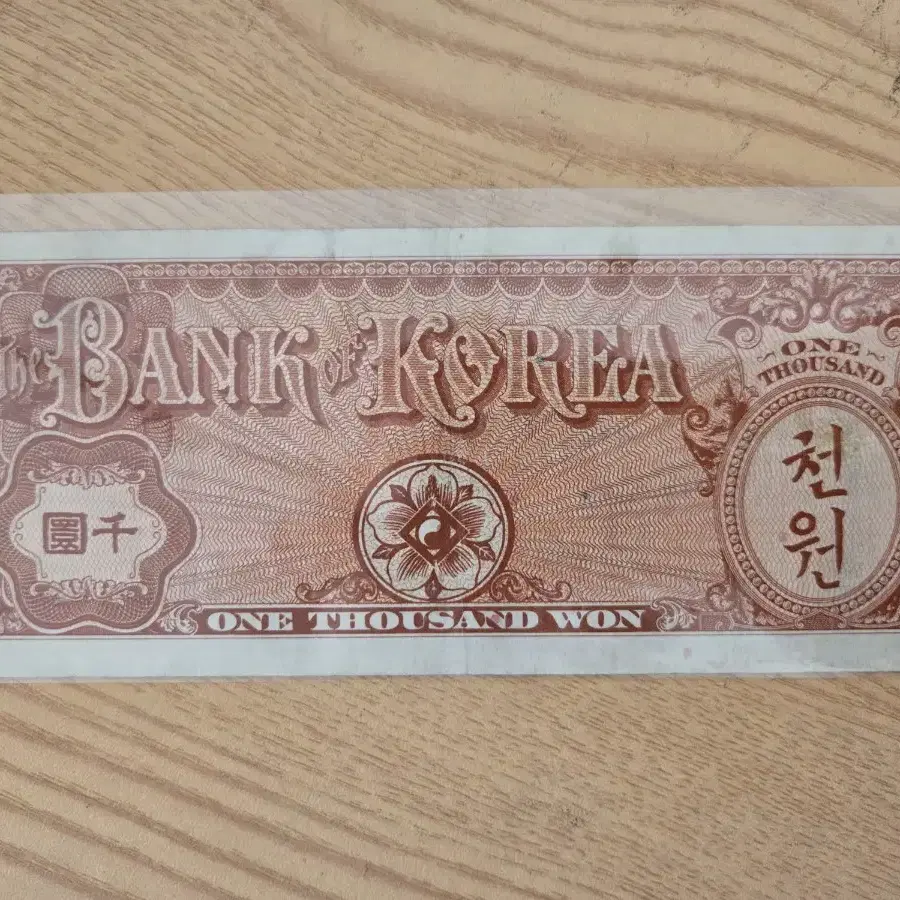 The BANK OF KOREA
ONE
THOUSAND
천
원
圜千
ONE THOUSAND WON